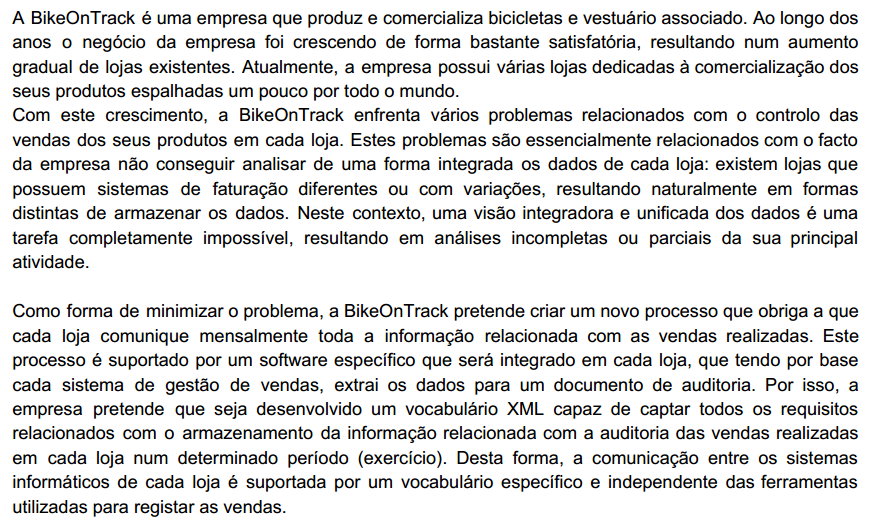 A BikeOnTrack é uma empresa que produz e comercializa bicicletas e vestuário associado. Ao longo dos
anos o negócio da empresa foi crescendo de forma bastante satisfatória, resultando num aumento
gradual de lojas existentes. Atualmente, a empresa possui várias lojas dedicadas à comercialização dos
seus produtos espalhadas um pouco por todo o mundo.
Com este crescimento, a BikeOnTrack enfrenta vários problemas relacionados com o controlo das
vendas dos seus produtos em cada loja. Estes problemas são essencialmente relacionados com o facto
da empresa não conseguir analisar de uma forma integrada os dados de cada loja: existem lojas que
possuem sistemas de faturação diferentes ou com variações, resultando naturalmente em formas
distintas de armazenar os dados. Neste contexto, uma visão integradora e unificada dos dados é uma
tarefa completamente impossível, resultando em análises incompletas ou parciais da sua principal
atividade.
Como forma de minimizar o problema, a BikeOnTrack pretende criar um novo processo que obriga a que
cada loja comunique mensalmente toda a informação relacionada com as vendas realizadas. Este
processo é suportado por um software específico que será integrado em cada loja, que tendo por base
cada sistema de gestão de vendas, extrai os dados para um documento de auditoria. Por isso, a
empresa pretende que seja desenvolvido um vocabulário XML capaz de captar todos os requisitos
relacionados com o armazenamento da informação relacionada com a auditoria das vendas realizadas
em cada loja num determinado período (exercício). Desta forma, a comunicação entre os sistemas
informáticos de cada loja é suportada por um vocabulário específico e independente das ferramentas
utilizadas para registar as vendas.